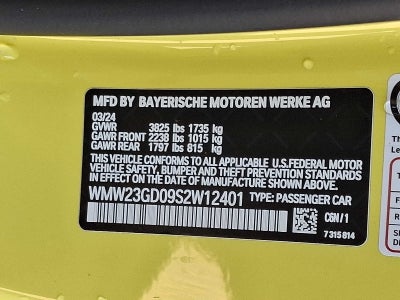 MFD BY BAYERISCHE MOTOREN WERKE AG
03/24
GVWR 3825 lbs 1735 kg
GAWR FRONT 2238 lbs 1015 kg
GAWR REAR 1797 lbs 815 kg
THIS VEHICLE CONFORMS TO ALL APPLICABLE U.S.FEDERAL MOTOR
VEHICLE SAFETY, BUMPER AND THEFT PREVENTION STANDARDS
IN EFFECT ON THE DATE OF MANUFACTURE SHOWN ABOVE.
WMW23GD09S2W12401 TYPE: PASSENGER CAR
C6N / 1
7 315 814